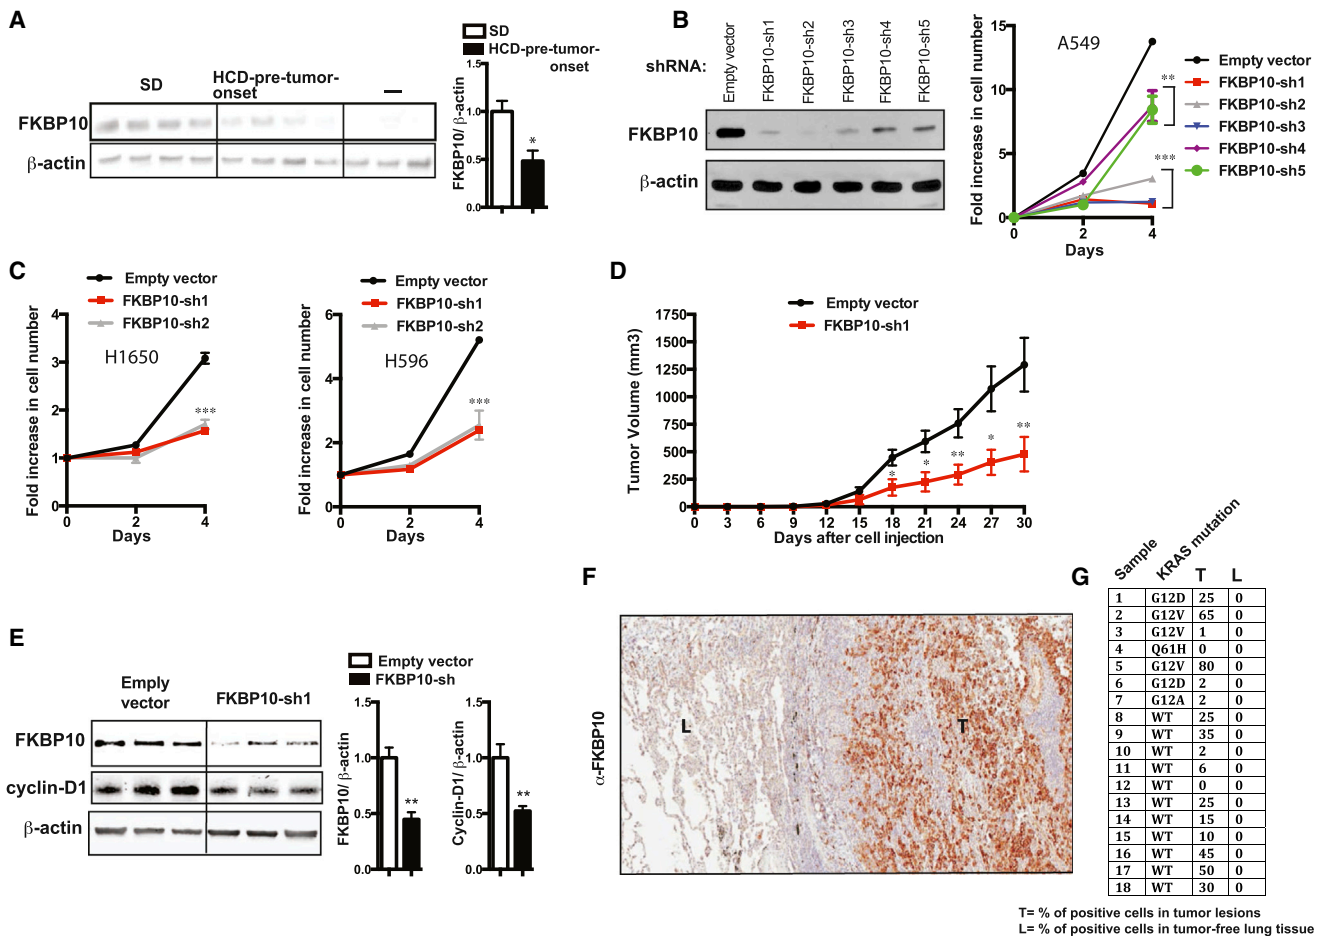 A
SD
HCD-pre-tumor-
onset
—
FKBP10
β-actin
SD
HCD-pre-tumor-
onset
FKBP10/ β-actin
1.5
1.0
0.5
0.0
*
B
shRNA:
Empty vector
FKBP10-sh1
FKBP10-sh2
FKBP10-sh3
FKBP10-sh4
FKBP10-sh5
FKBP10
β-actin
A549
Fold increase in cell number
15
10
5
0
0 2 4
Days
**
***
Empty vector
FKBP10-sh1
FKBP10-sh2
FKBP10-sh3
FKBP10-sh4
FKBP10-sh5
C
Empty vector
FKBP10-sh1
FKBP10-sh2
H1650
Fold increase in cell number
4
3
2
1
0
***
0 2 4
Days
Empty vector
FKBP10-sh1
FKBP10-sh2
H596
Fold increase in cell number
6
4
2
0
***
0 2 4
Days
D
Empty vector
FKBP10-sh1
Tumor Volume (mm3)
1750
1500
1250
1000
750
500
250
0
* * ** * **
0 3 6 9 12 15 18 21 24 27 30
Days after cell injection
E
Emply
vector
FKBP10-sh1
FKBP10
cyclin-D1
β-actin
Empty vector
FKBP10-sh
FKBP10/ β-actin
1.5
1.0
0.5
0.0
**
Cyclin-D1/ β-actin
1.5
1.0
0.5
0.0
**
F
α-FKBP10
L
T
G
Sample KRAS mutation T L
1 G12D 25 0
2 G12V 65 0
3 G12V 1 0
4 Q61H 0 0
5 G12V 80 0
6 G12D 2 0
7 G12A 2 0
8 WT 25 0
9 WT 35 0
10 WT 2 0
11 WT 6 0
12 WT 0 0
13 WT 25 0
14 WT 15 0
15 WT 10 0
16 WT 45 0
17 WT 50 0
18 WT 30 0
T= % of positive cells in tumor lesions
L= % of positive cells in tumor-free lung tissue